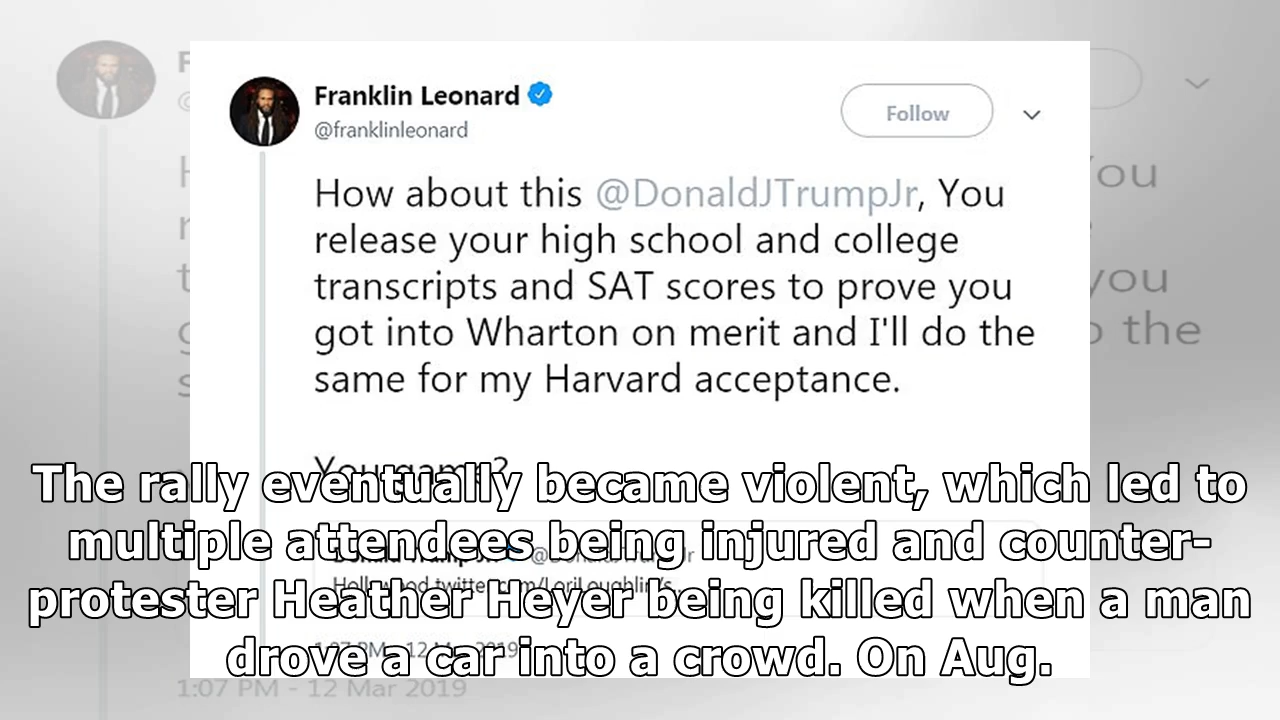 Franklin Leonard
@franklinleonard
Follow
How about this @DonaldJTrumpJr, You
release your high school and college
transcripts and SAT scores to prove you
got into Wharton on merit and I'll do the
same for my Harvard acceptance.
The rally eventually became violent, which led to
multiple attendees being injured and counter-
protester Heather Heyer being killed when a man
drove a car into a crowd. On Aug.
1:07 PM - 12 Mar 2019